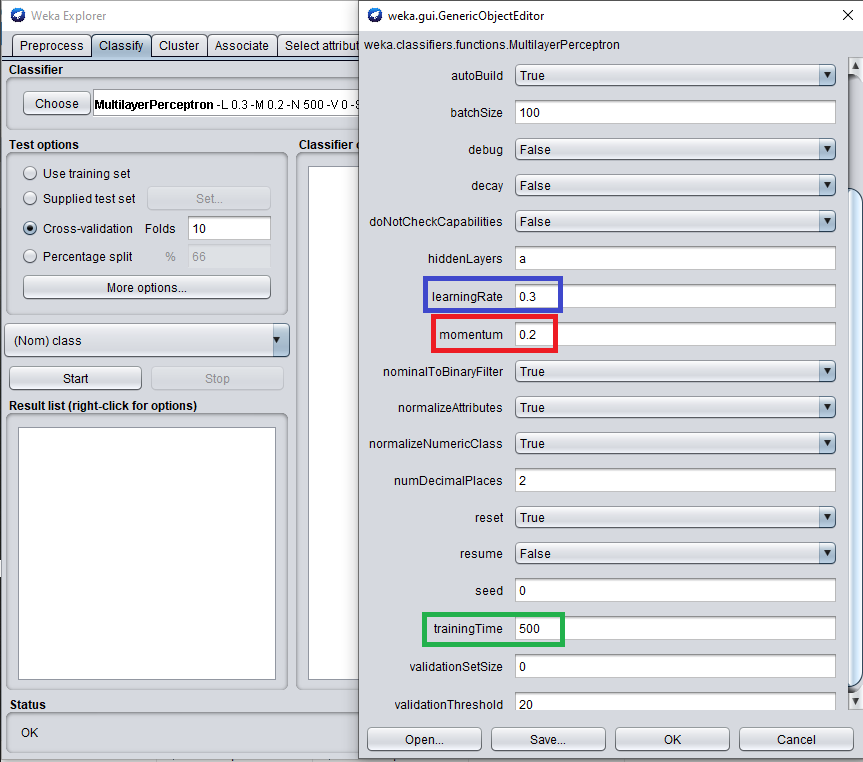 Weka Explorer
Preprocess Classify Cluster Associate Select attribut
Classifier
Choose MultilayerPerceptron -L 0.3 -M 0.2 -N 500 -V 0 -S
Test options
Use training set
Supplied test set Set...
Cross-validation Folds 10
Percentage split % 66
More options...
(Nom) class
Start Stop
Result list (right-click for options)
Status
OK
Classifier o
weka.gui.GenericObjectEditor
weka.classifiers.functions.MultilayerPerceptron
autoBuild True
batchSize 100
debug False
decay False
doNotCheckCapabilities False
hiddenLayers a
learningRate 0.3
momentum 0.2
nominalToBinaryFilter True
normalizeAttributes True
normalizeNumericClass True
numDecimalPlaces 2
reset True
resume False
seed 0
trainingTime 500
validationSetSize 0
validationThreshold 20
Open... Save... OK Cancel